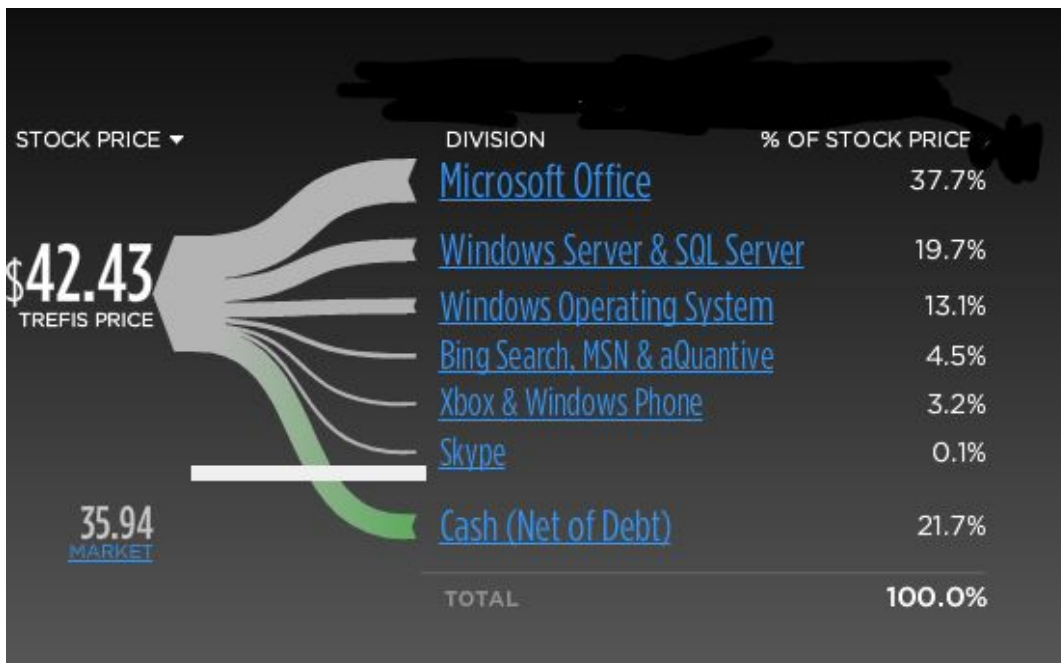 STOCK PRICE ▼ DIVISION % OF STOCK PRICE
Microsoft Office 37.7%
Windows Server & SQL Server 19.7%
$42.43
TREFIS PRICE
Windows Operating System 13.1%
Bing Search, MSN & aQuantive 4.5%
Xbox & Windows Phone 3.2%
Skype 0.1%
35.94
MARKET
Cash (Net of Debt) 21.7%
TOTAL 100.0%